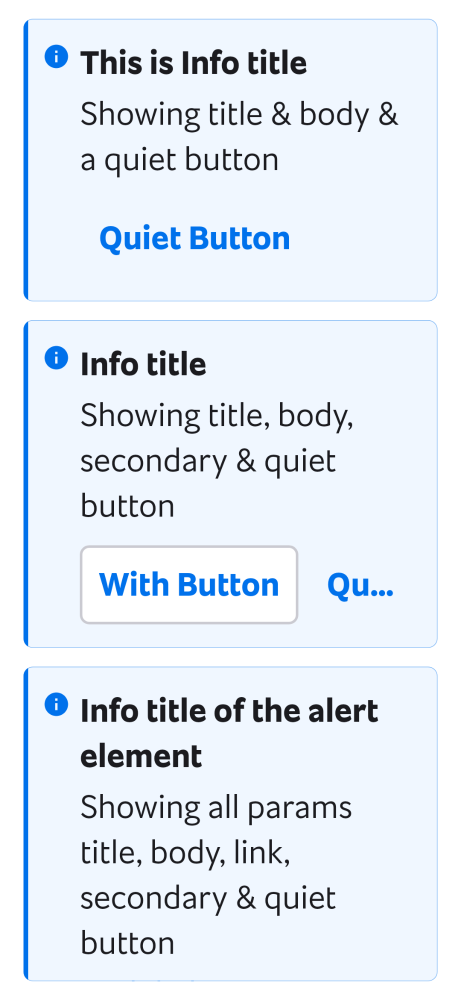 This is Info title
Showing title & body &
a quiet button
Quiet Button
Info title
Showing title, body,
secondary & quiet
button
With Button
Qu...
Info title of the alert
element
Showing all params
title, body, link,
secondary & quiet
button